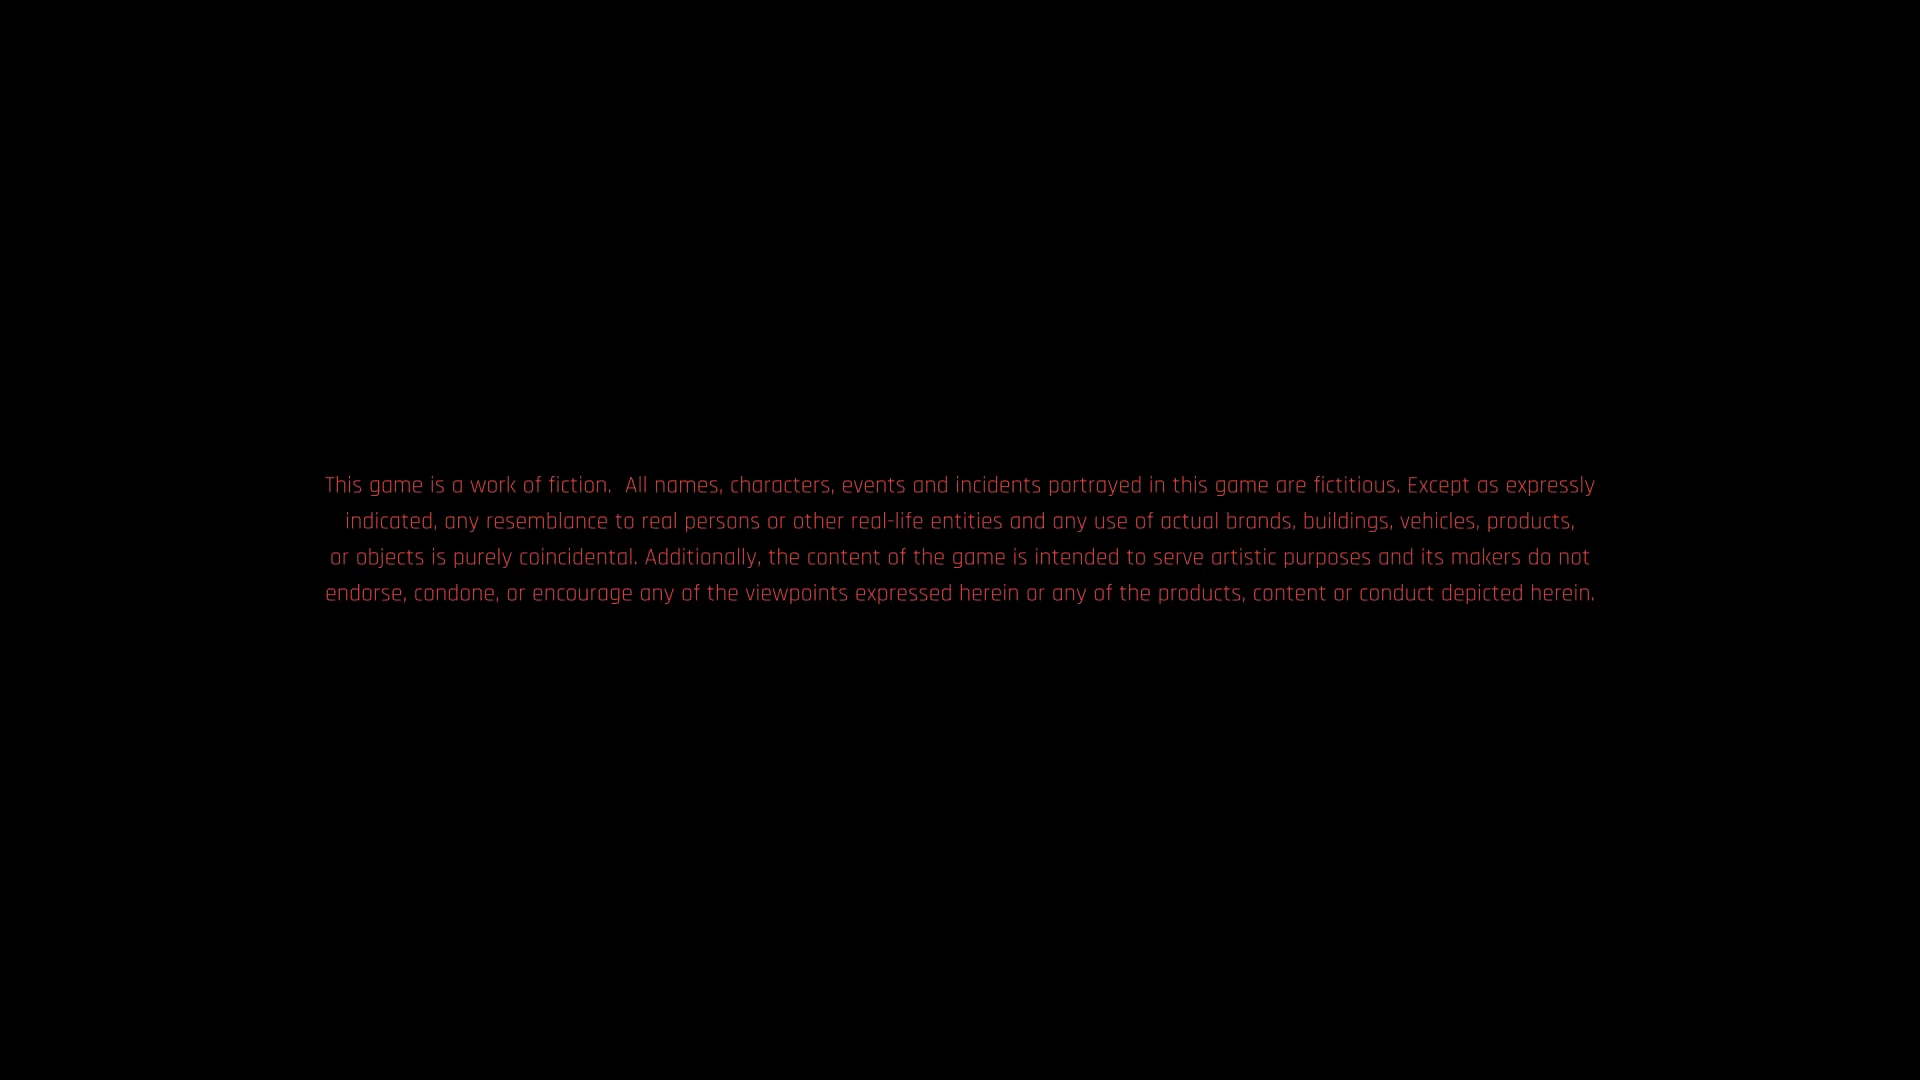 This game is a work of fiction.  All names, characters, events and incidents portrayed in this game are fictitious. Except as expressly
indicated, any resemblance to real persons or other real-life entities and any use of actual brands, buildings, vehicles, products,
or objects is purely coincidental. Additionally, the content of the game is intended to serve artistic purposes and its makers do not
endorse, condone, or encourage any of the viewpoints expressed herein or any of the products, content or conduct depicted herein.